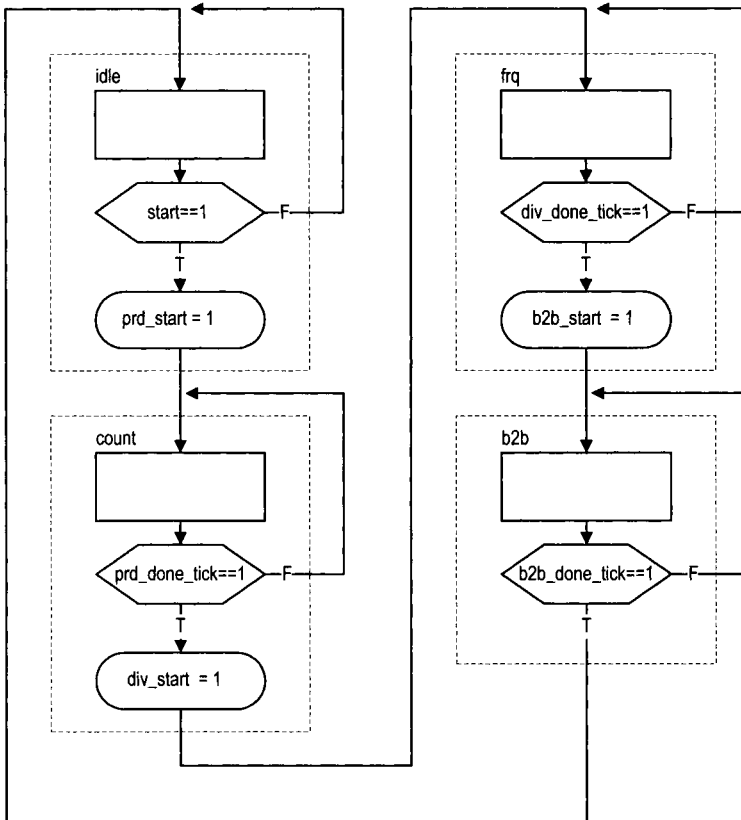 idle
start==1
F
T
prd_start = 1
count
prd_done_tick==1
F
T
div_start = 1
frq
div_done_tick==1
F
T
b2b_start = 1
b2b
b2b_done_tick==1
F
T